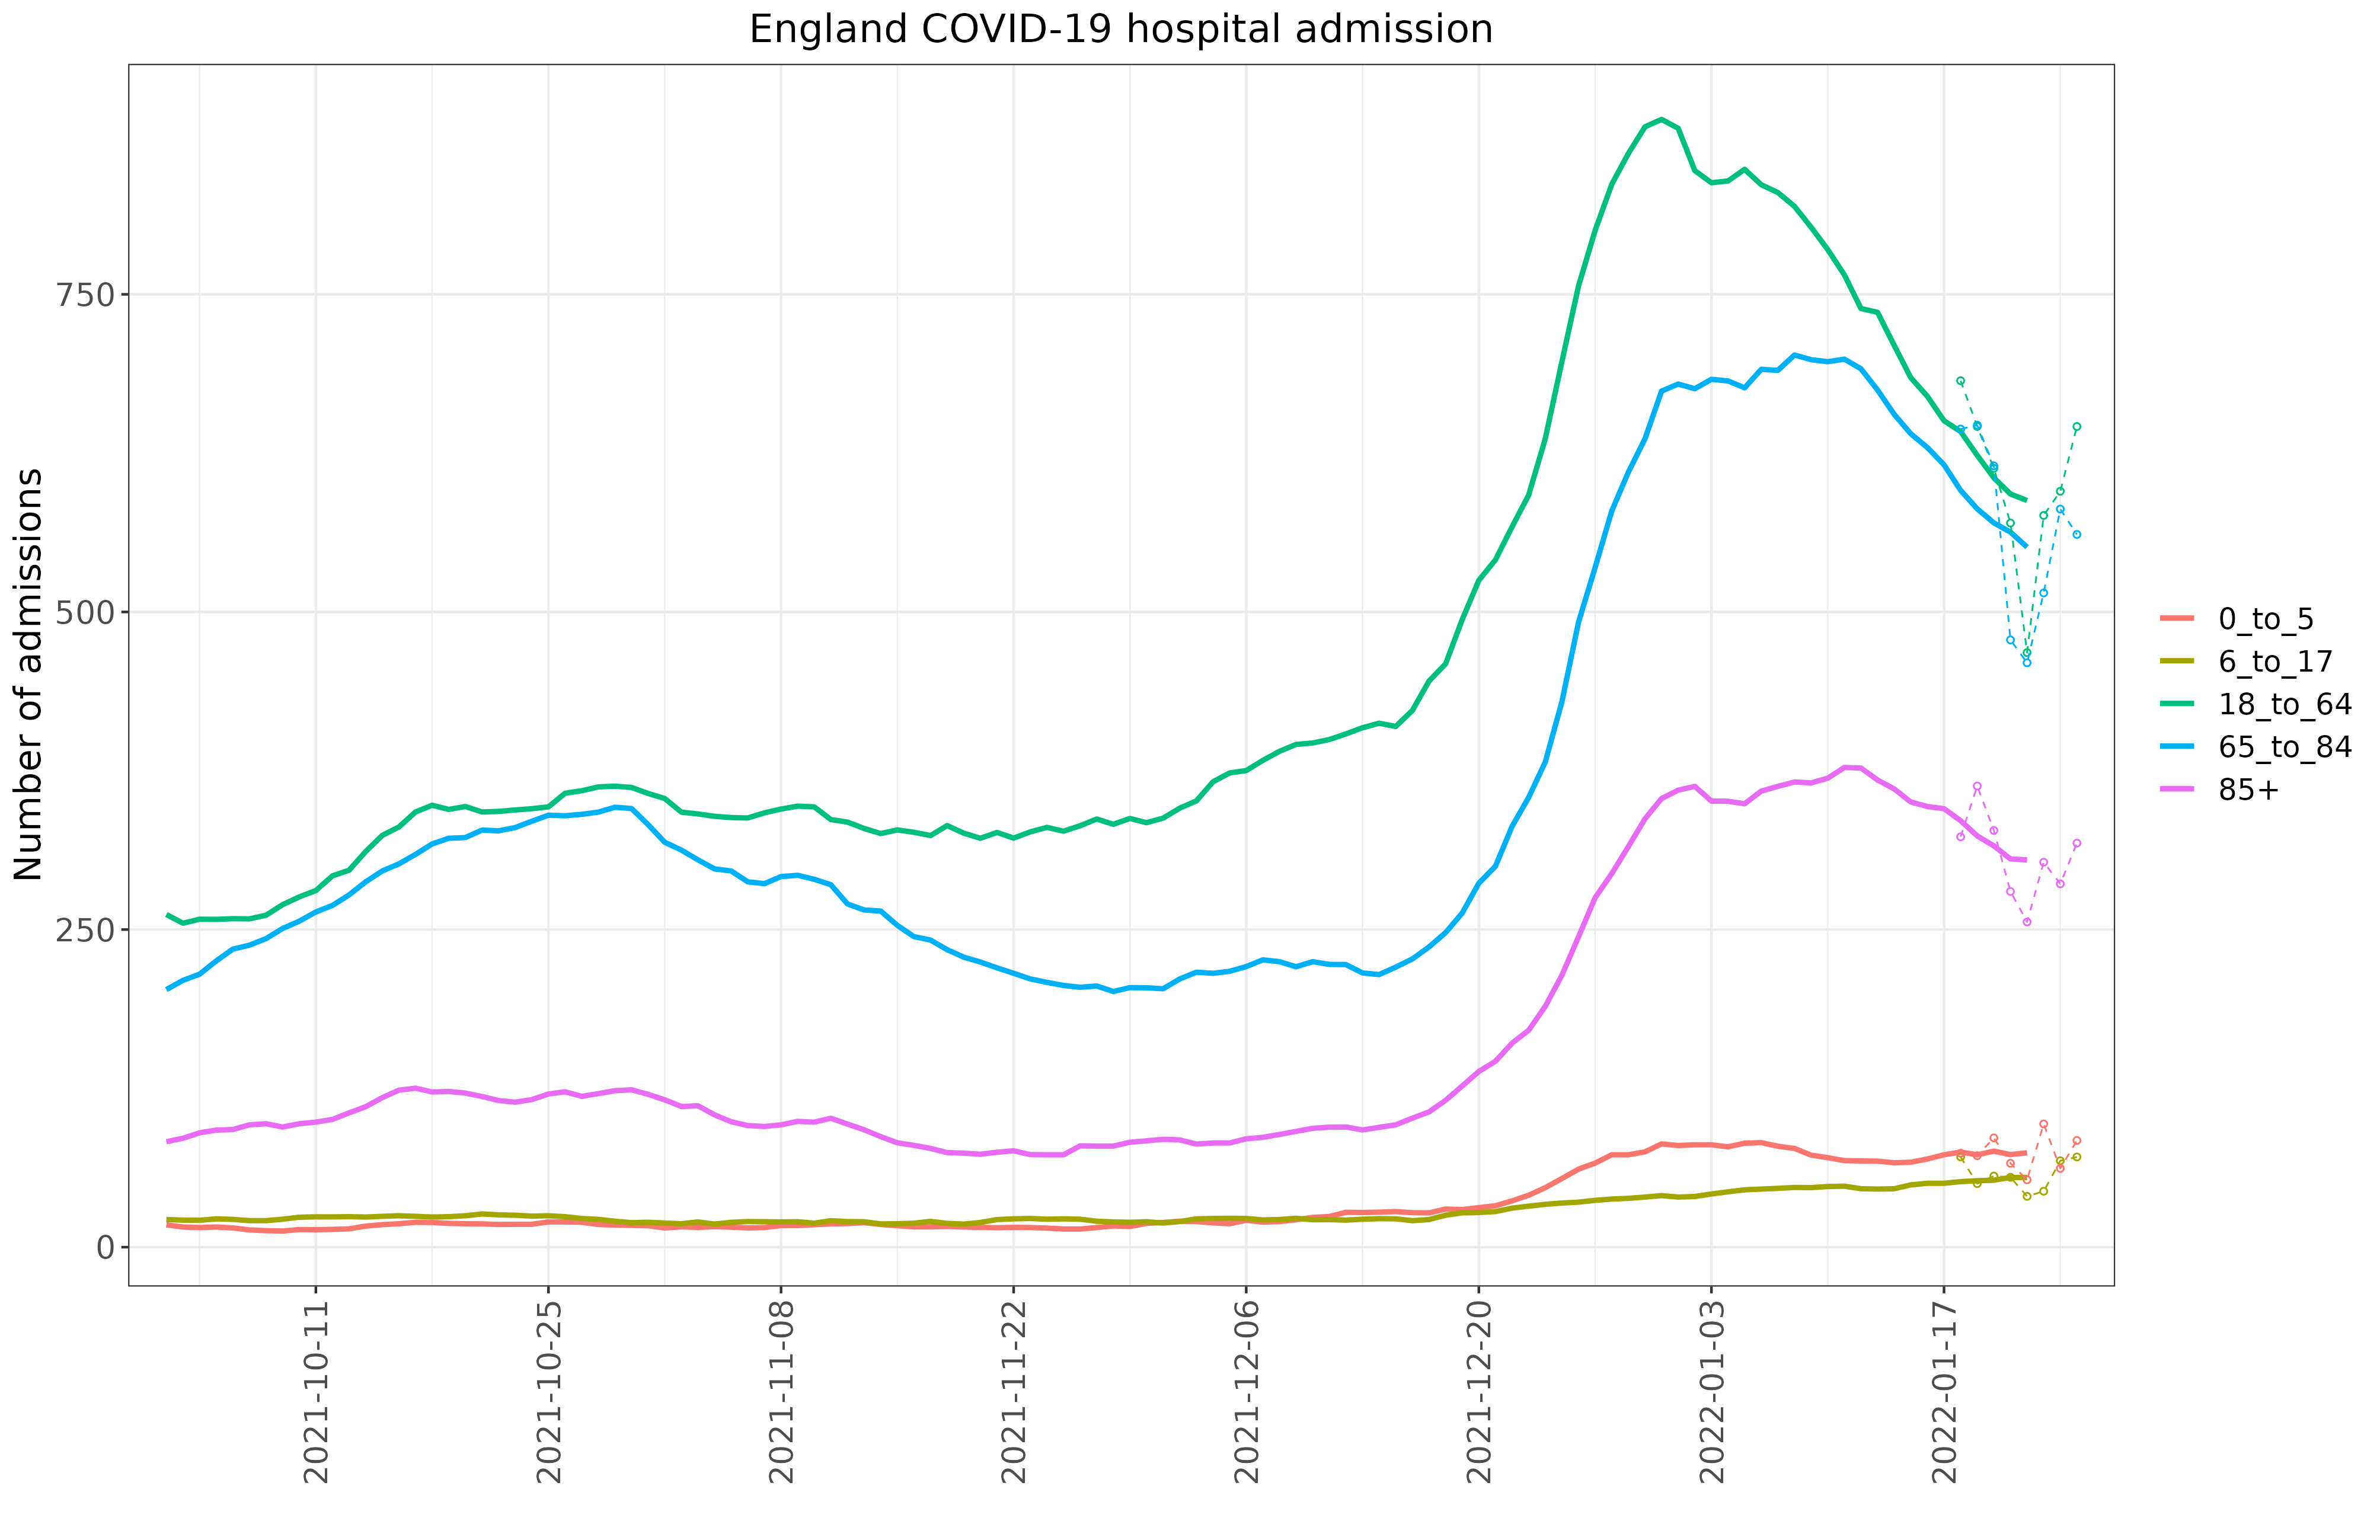 England COVID-19 hospital admission
Number of admissions
750
500
250
0
2021-10-11
2021-10-25
2021-11-08
2021-11-22
2021-12-06
2021-12-20
2022-01-03
2022-01-17
0_to_5
6_to_17
18_to_64
65_to_84
85+